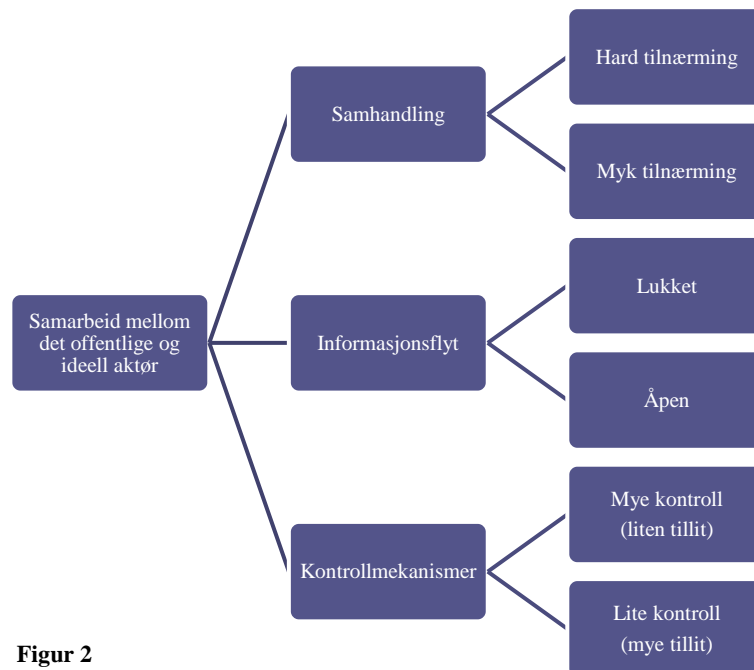 Samarbeid mellom
det offentlige og
ideell aktør
Samhandling
Hard tilnærming
Myk tilnærming
Informasjonsflyt
Lukket
Åpen
Kontrollmekanismer
Mye kontroll
(liten tillit)
Lite kontroll
(mye tillit)
Figur 2